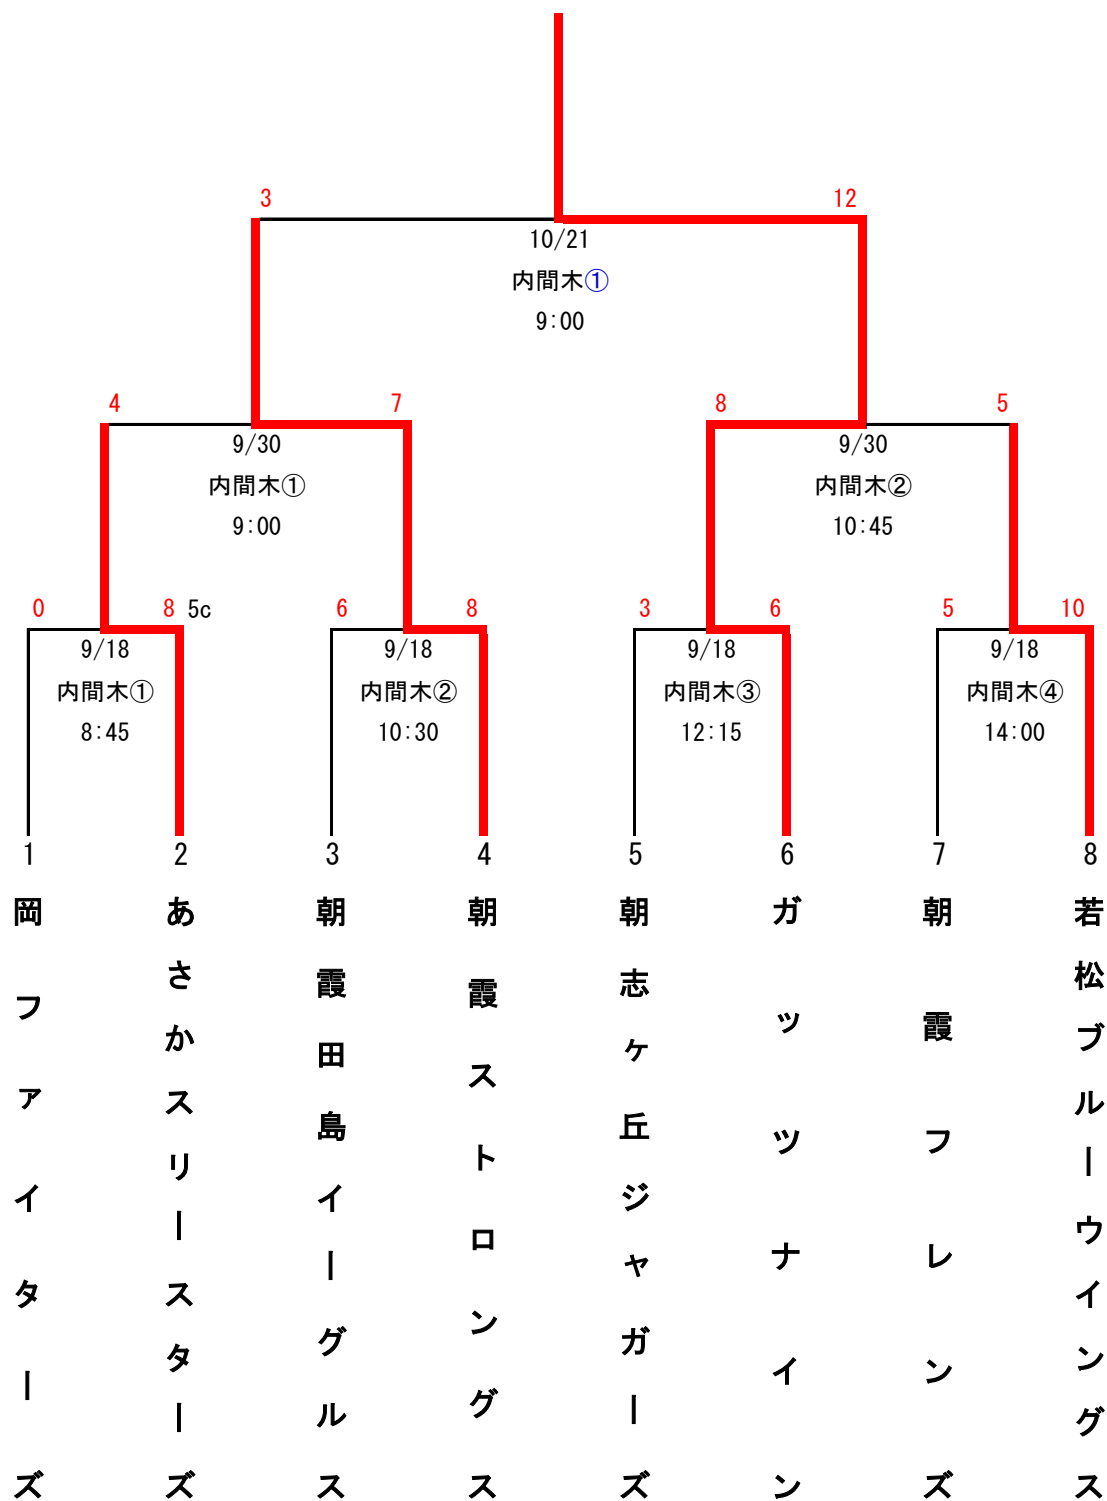 3 12
10/21
内間木①
9:00
4 7 8 5
9/30 9/30
内間木① 内間木②
9:00 10:45
0 8 5c 6 8 3 6 5 10
9/18 9/18 9/18 9/18
内間木① 内間木② 内間木③ 内間木④
8:45 10:30 12:15 14:00
1 2 3 4 5 6 7 8
岡ファイターズ
あさかスリースターズ
朝霞田島イーグルス
朝霞ストロングス
朝志ヶ丘ジャガーズ
ガッツナイン
朝霞フレンズ
若松ブルーウイングス